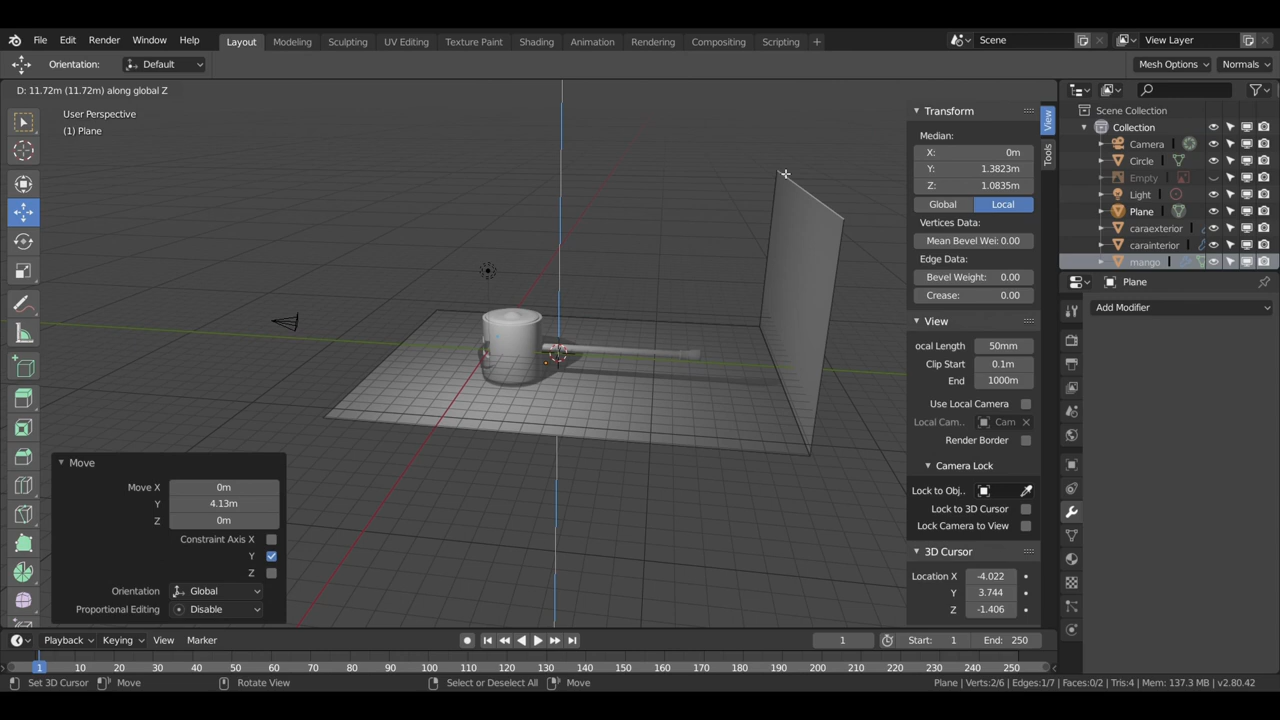 File Edit Render Window Help Layout Modeling Sculpting UV Editing Texture Paint Shading Animation Rendering Compositing Scripting + Scene View Layer
Orientation: Default Mesh Options Normals
D: 11.72m (11.72m) along global Z
User Perspective
(1) Plane
Transform
Median:
X: 0m
Y: 1.3823m
Z: 1.0835m
Global Local
Vertices Data:
Mean Bevel Wei: 0.00
Edge Data:
Bevel Weight: 0.00
Crease: 0.00
View
ocal Length 50mm
Clip Start 0.1m
End 1000m
Use Local Camera
Local Cam.. Cam
Render Border
Camera Lock
Lock to Obj..
Lock to 3D Cursor
Lock Camera to View
3D Cursor
Location X -4.022
Y 3.744
Z -1.406
View
Tools
Scene Collection
Collection
Camera
Circle
Empty
Light
Plane
caraexterior
carainterior
mango
Plane
Add Modifier
Move
Move X 0m
Y 4.13m
Z 0m
Constraint Axis X
Y
Z
Orientation Global
Proportional Editing Disable
Playback Keying View Marker 1 Start: 1 End: 250
1 10 20 30 40 50 60 70 80 90 100 110 120 130 140 150 160 170 180 190 200 210 220 230 240 250
Set 3D Cursor Move Rotate View Select or Deselect All Move Plane | Verts:2/6 | Edges:1/7 | Faces:0/2 | Tris:4 | Mem: 137.3 MB | v2.80.42